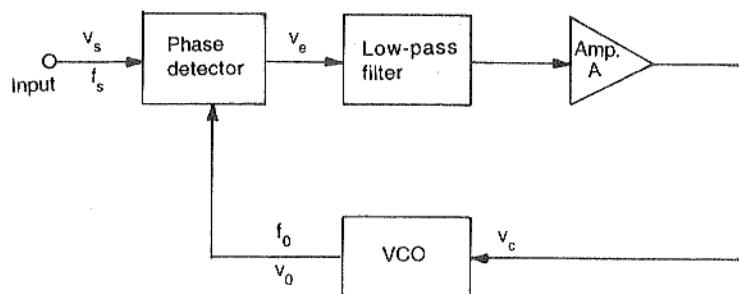 v_s
Input
f_s
Phase
detector
v_e
Low-pass
filter
Amp.
A
f_0
v_0
VCO
v_c